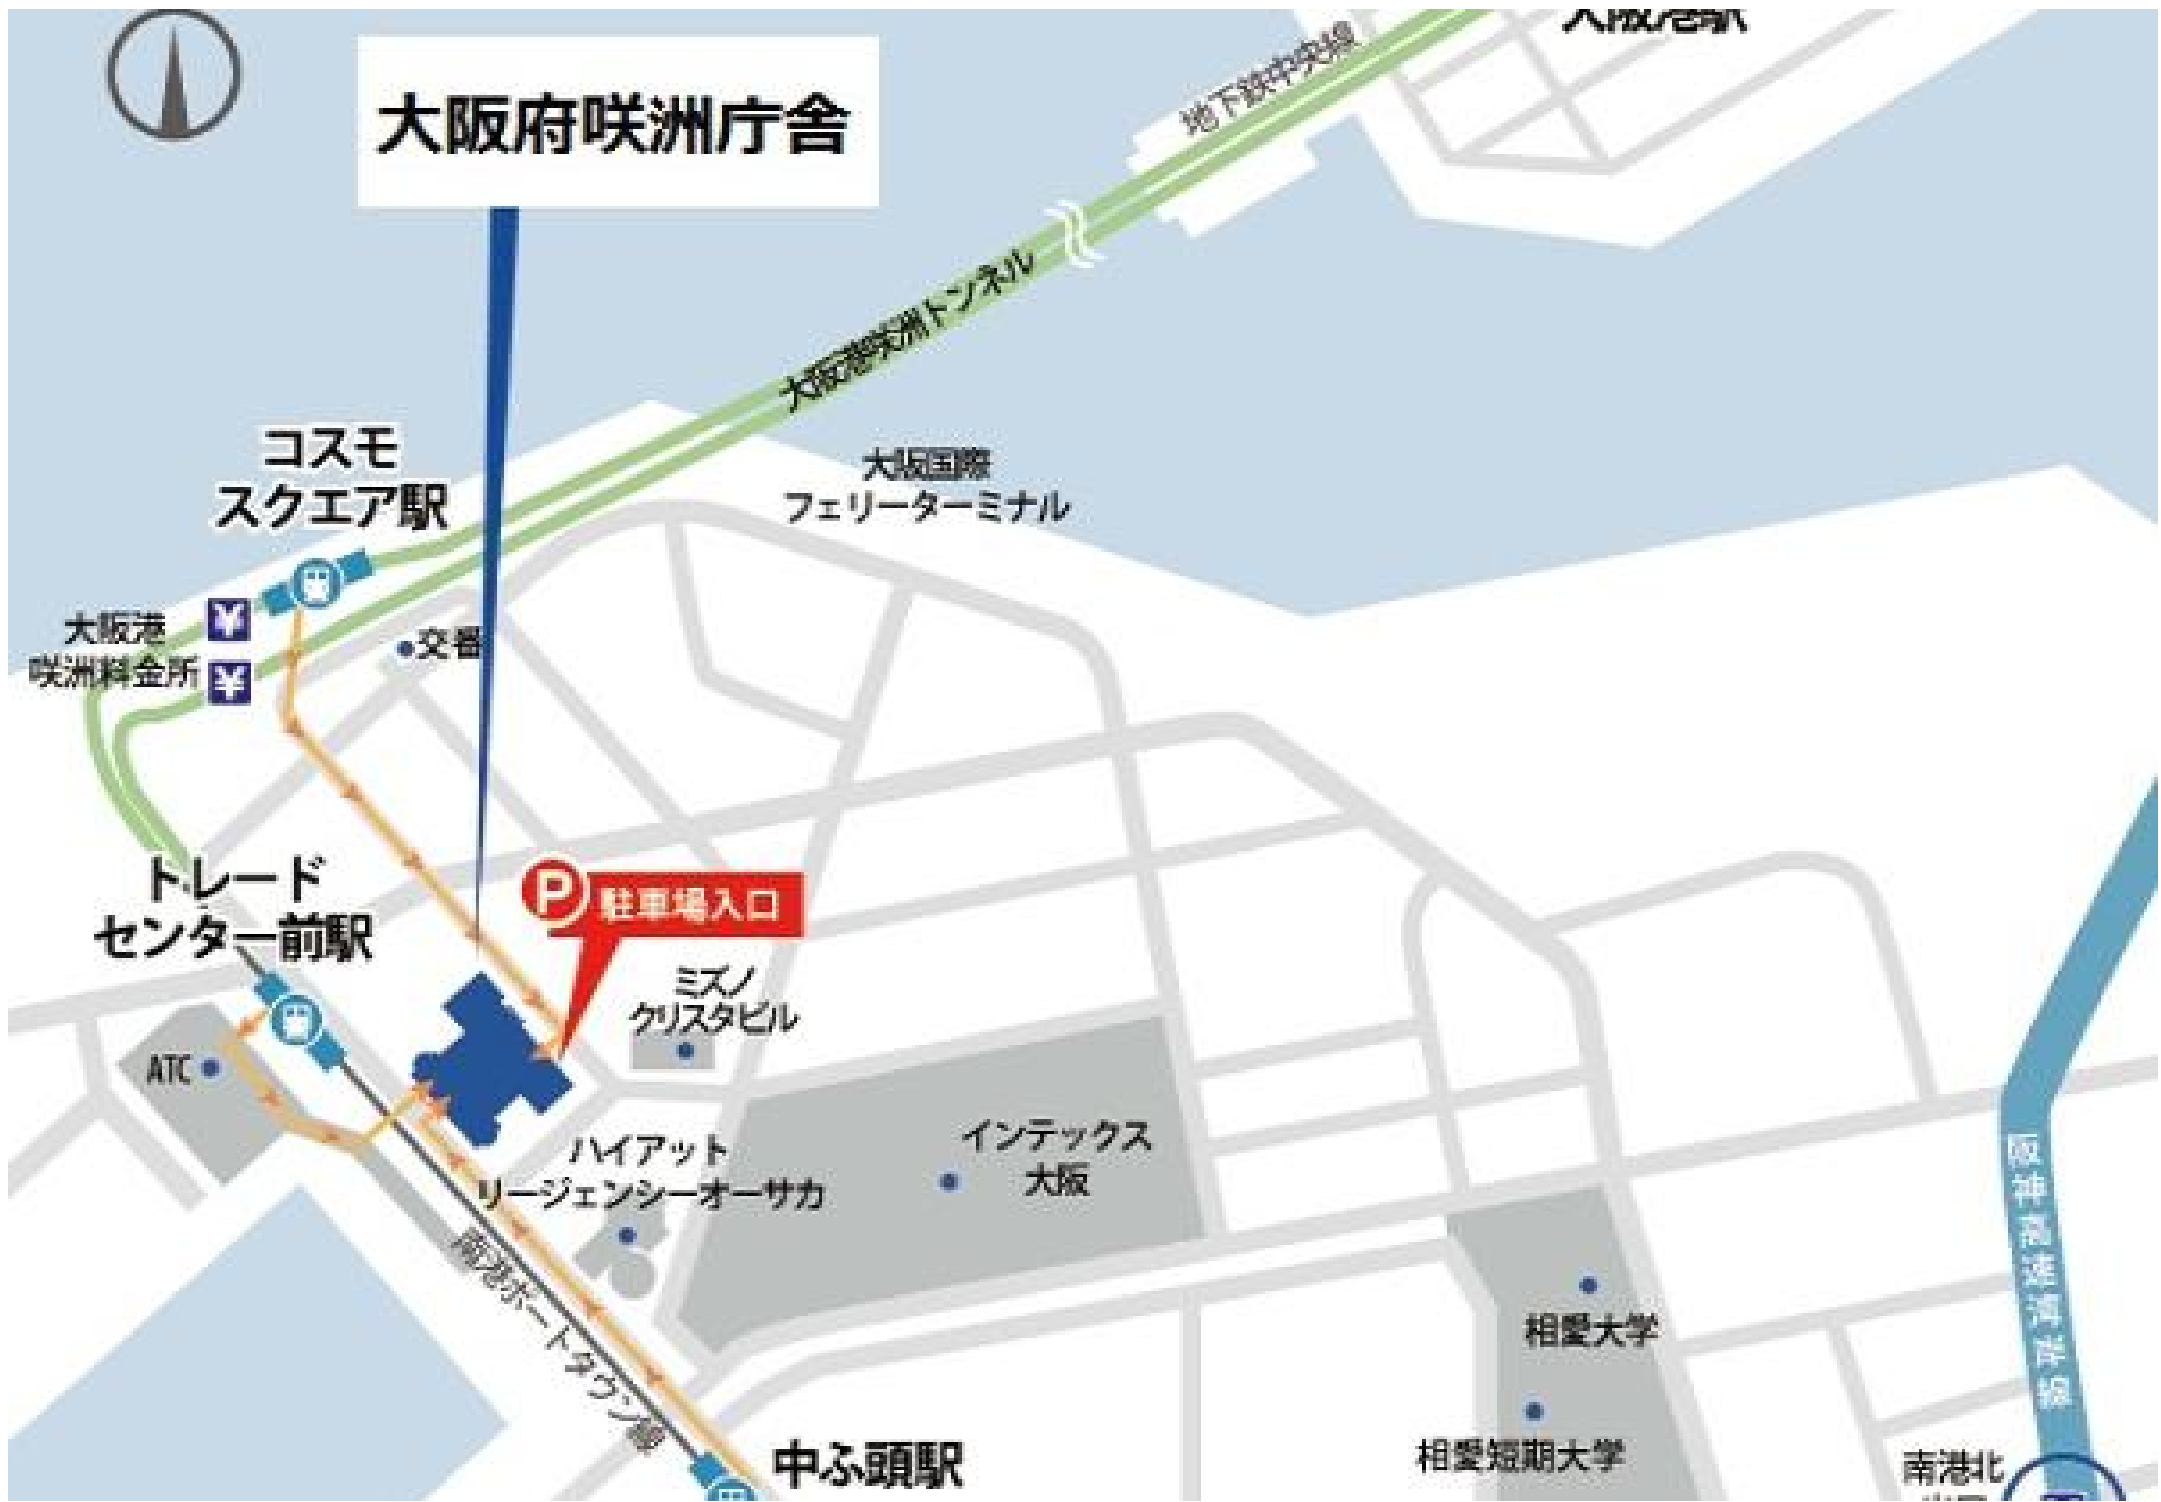 大阪港駅
地下鉄中央線
大阪府咲洲庁舎
大阪港咲洲トンネル
コスモ
スクエア駅
大阪国際
フェリーターミナル
大阪港
咲洲料金所
¥
¥
交番
トレード
センター前駅
P 駐車場入口
ミズノ
クリスタビル
ATC
インテックス
大阪
ハイアット
リージェンシーオーサカ
南港ポートタウン線
阪神高速湾岸線
相愛大学
相愛短期大学
中ふ頭駅
南港北